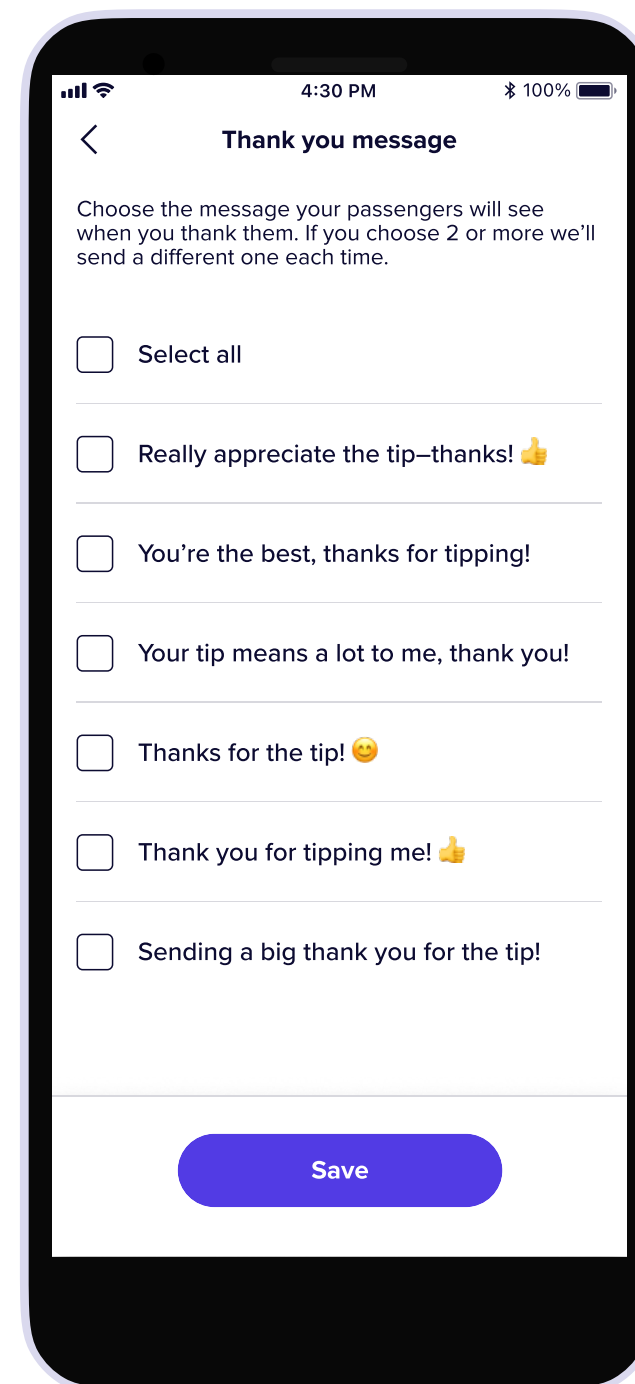 4:30 PM 100%
Thank you message
Choose the message your passengers will see
when you thank them. If you choose 2 or more we’ll
send a different one each time.
Select all
Really appreciate the tip–thanks! 👍
You’re the best, thanks for tipping!
Your tip means a lot to me, thank you!
Thanks for the tip! 😊
Thank you for tipping me! 👍
Sending a big thank you for the tip!
Save